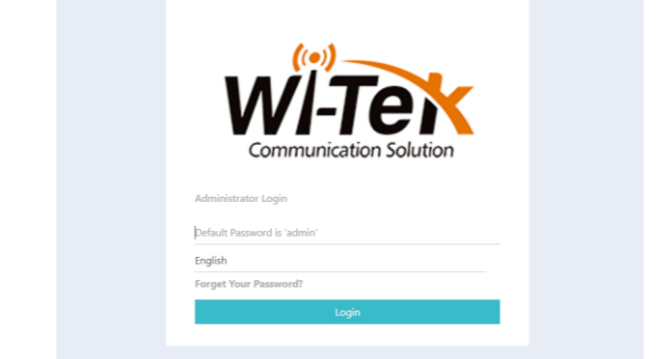 Wi-Tek
Communication Solution
Administrator Login
Default Password is 'admin'
English
Forget Your Password?
Login